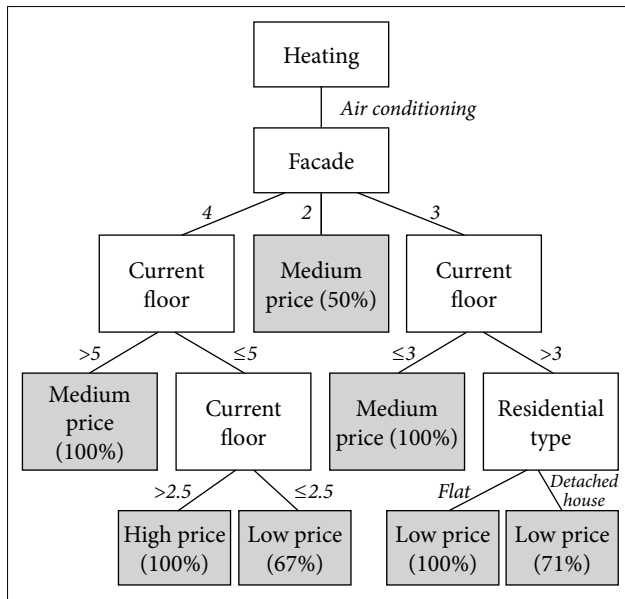 Heating
Air conditioning
Facade
4
2
3
Current
floor
Medium
price (50%)
Current
floor
>5
≤5
≤3
>3
Medium
price
(100%)
Current
floor
Medium
price (100%)
Residential
type
>2.5
≤2.5
Flat
Detached
house
High price
(100%)
Low price
(67%)
Low price
(100%)
Low price
(71%)